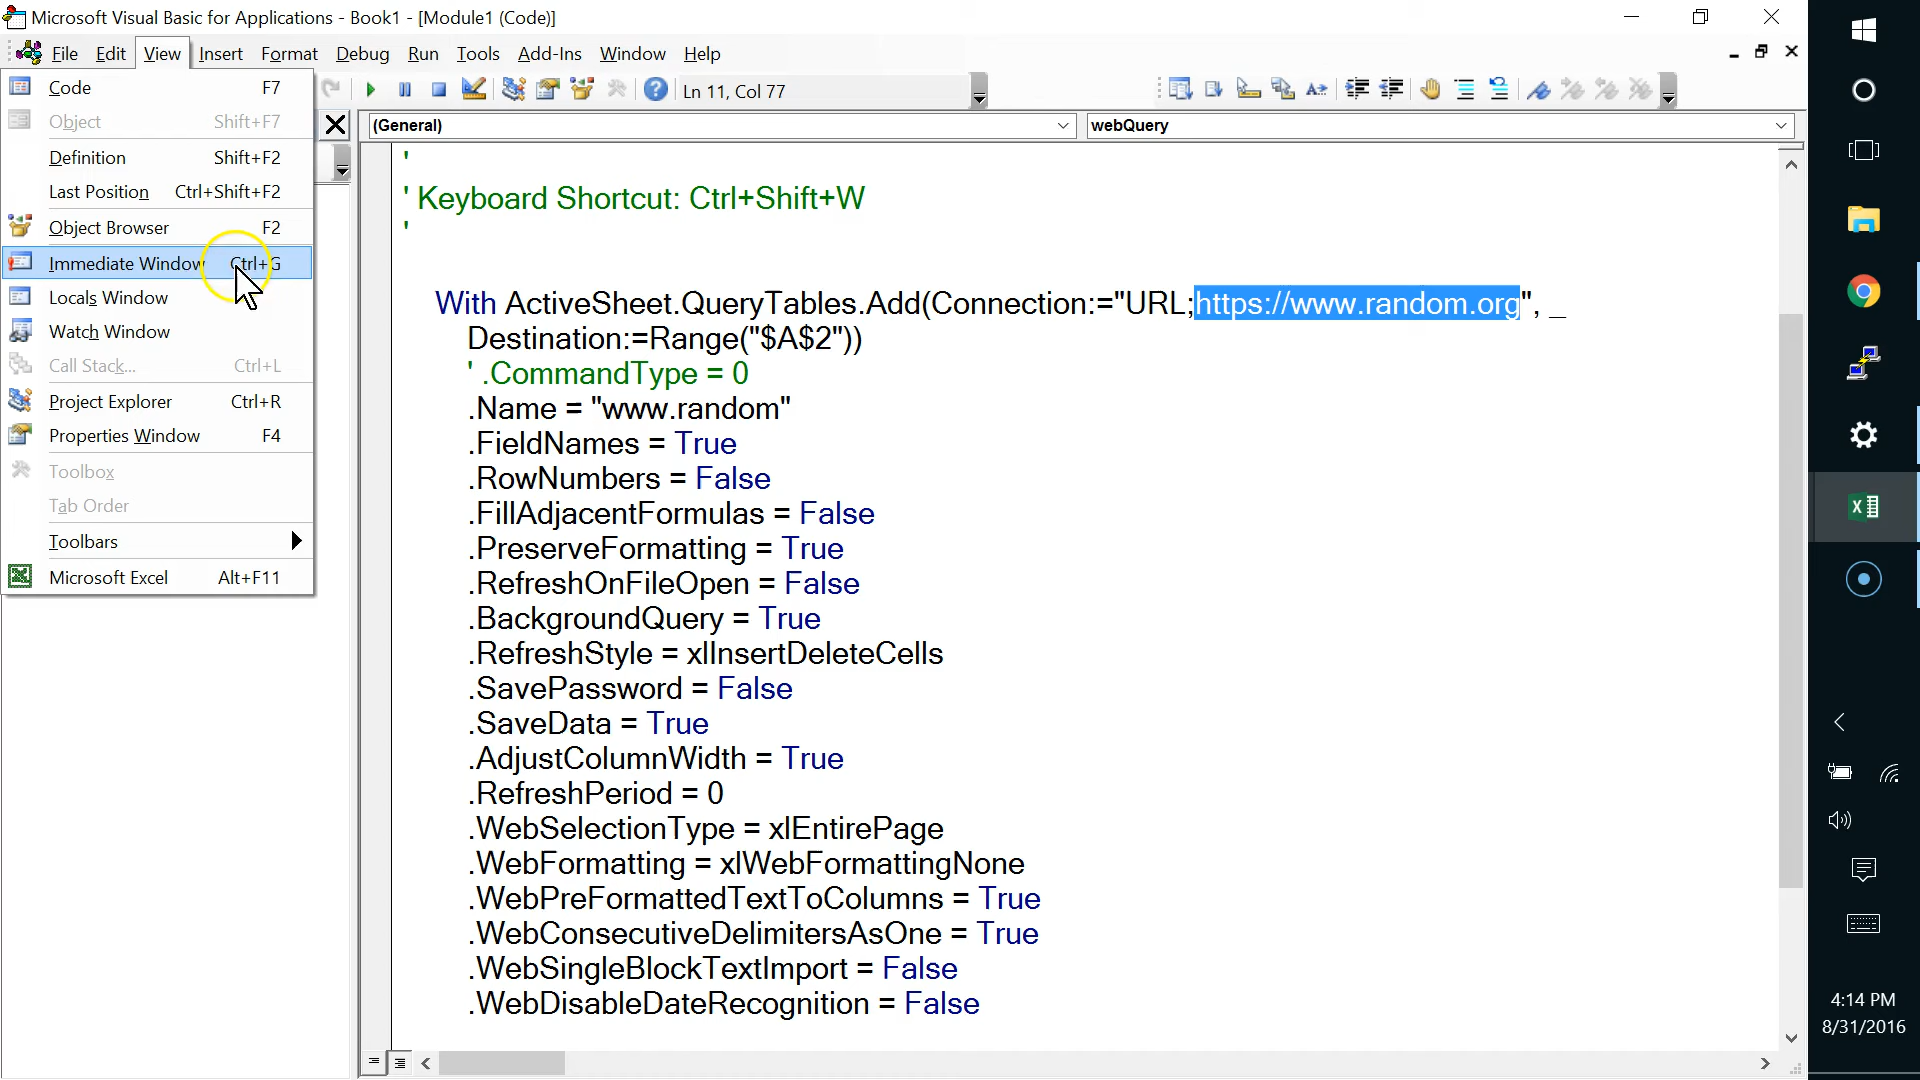 Microsoft Visual Basic for Applications - Book1 - [Module1 (Code)]
File Edit View Insert Format Debug Run Tools Add-Ins Window Help
Ln 11, Col 77
Code F7
Object Shift+F7
Definition Shift+F2
Last Position Ctrl+Shift+F2
Object Browser F2
Immediate Window Ctrl+G
Locals Window
Watch Window
Call Stack... Ctrl+L
Project Explorer Ctrl+R
Properties Window F4
Toolbox
Tab Order
Toolbars
Microsoft Excel Alt+F11
(General) webQuery
'
' Keyboard Shortcut: Ctrl+Shift+W
'
With ActiveSheet.QueryTables.Add(Connection:="URL;https://www.random.org", _
Destination:=Range("$A$2"))
' .CommandType = 0
.Name = "www.random"
.FieldNames = True
.RowNumbers = False
.FillAdjacentFormulas = False
.PreserveFormatting = True
.RefreshOnFileOpen = False
.BackgroundQuery = True
.RefreshStyle = xlInsertDeleteCells
.SavePassword = False
.SaveData = True
.AdjustColumnWidth = True
.RefreshPeriod = 0
.WebSelectionType = xlEntirePage
.WebFormatting = xlWebFormattingNone
.WebPreFormattedTextToColumns = True
.WebConsecutiveDelimitersAsOne = True
.WebSingleBlockTextImport = False
.WebDisableDateRecognition = False
4:14 PM
8/31/2016